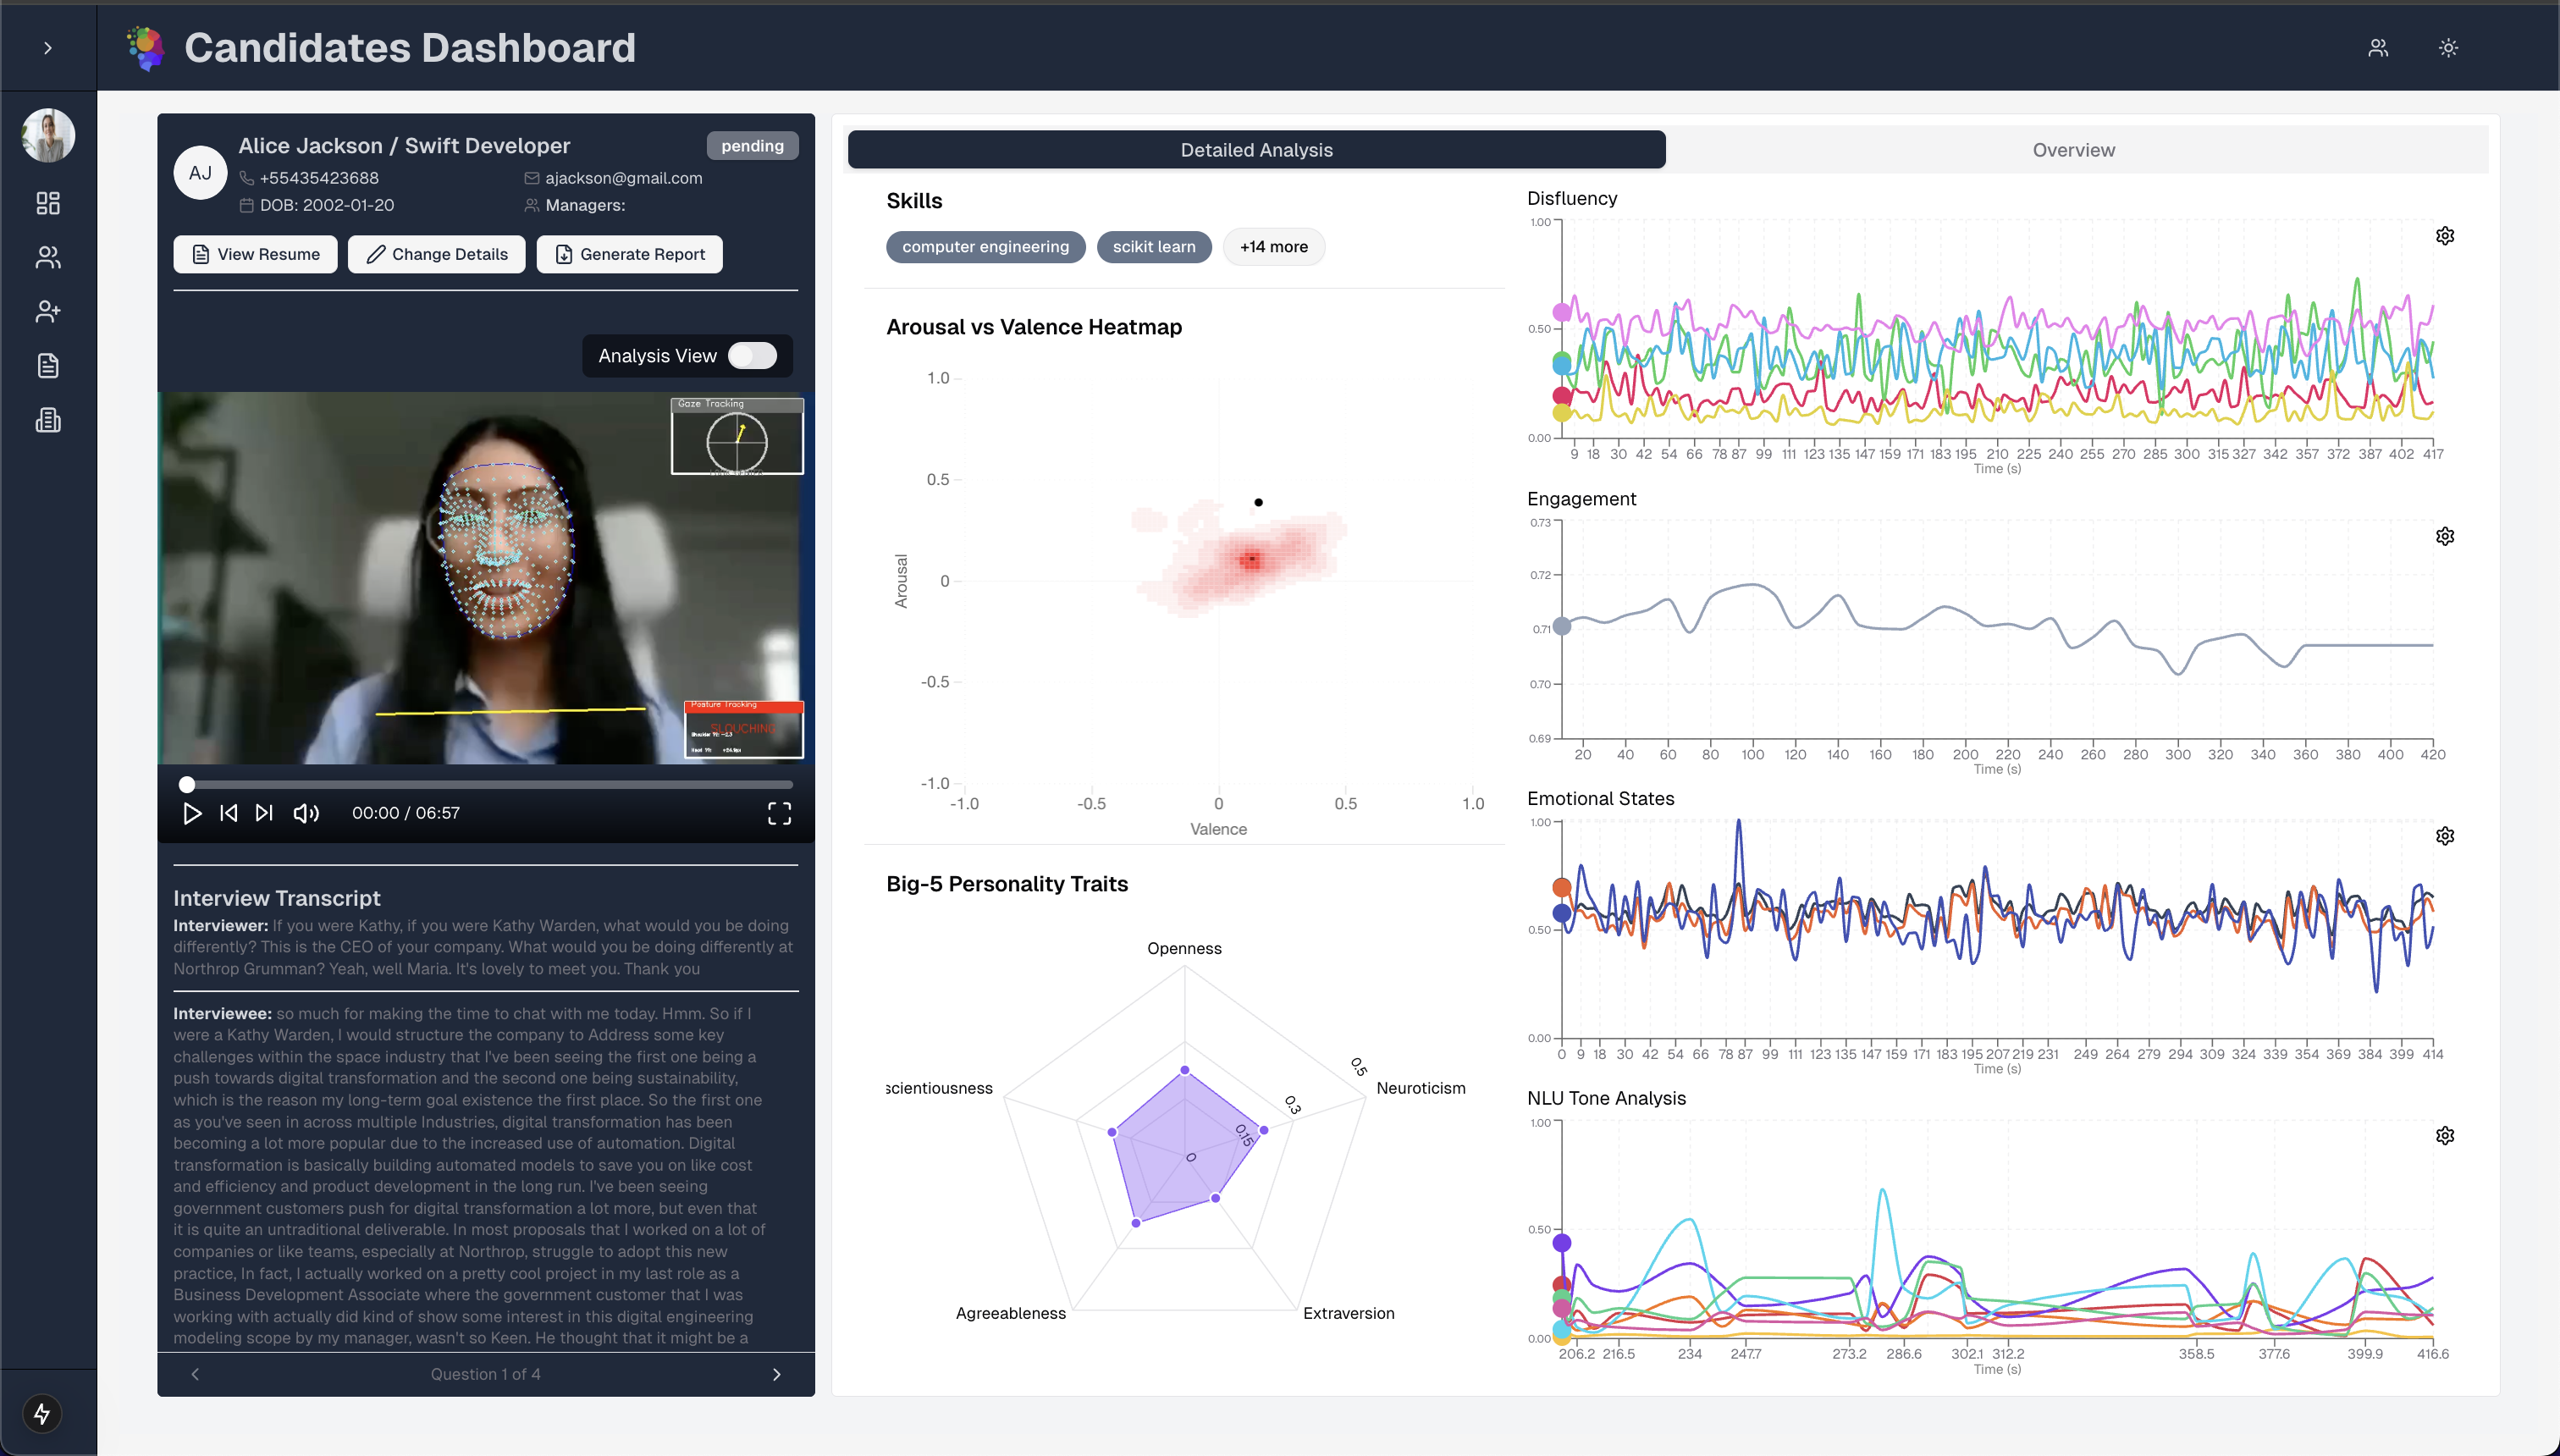 Candidates Dashboard
AJ
Alice Jackson / Swift Developer
pending
+55435423688
ajackson@gmail.com
DOB: 2002-01-20
Managers:
View Resume
Change Details
Generate Report
Analysis View
Gaze Tracking
Posture Tracking
SLOUCHING
00:00 / 06:57
Interview Transcript
Interviewer: If you were Kathy, if you were Kathy Warden, what would you be doing
differently? This is the CEO of your company. What would you be doing differently at
Northrop Grumman? Yeah, well Maria. It's lovely to meet you. Thank you
Interviewee: so much for making the time to chat with me today. Hmm. So if I
were a Kathy Warden, I would structure the company to Address some key
challenges within the space industry that I've been seeing the first one being a
push towards digital transformation and the second one being sustainability,
which is the reason my long-term goal existence the first place. So the first one
as you've seen in across multiple Industries, digital transformation has been
becoming a lot more popular due to the increased use of automation. Digital
transformation is basically building automated models to save you on like cost
and efficiency and product development in the long run. I've been seeing
government customers push for digital transformation a lot more, but even that
it is quite an untraditional deliverable. In most proposals that I worked on a lot of
companies or like teams, especially at Northrop, struggle to adopt this new
practice, In fact, I actually worked on a pretty cool project in my last role as a
Business Development Associate where the government customer that I was
working with actually did kind of show some interest in this digital engineering
modeling scope by my manager, wasn't so Keen. He thought that it might be a
Question 1 of 4
Detailed Analysis
Overview
Skills
computer engineering
scikit learn
+14 more
Arousal vs Valence Heatmap
1.0
0.5
0
-0.5
-1.0
Arousal
-1.0 -0.5 0 0.5 1.0
Valence
Big-5 Personality Traits
Openness
scientiousness
Neuroticism
Agreeableness
Extraversion
0.5
0.3
0.15
0
Disfluency
1.00
0.50
0.00
9 18 30 42 54 66 78 87 99 111 123 135 147 159 171 183 195 210 225 240 255 270 285 300 315 327 342 357 372 387 402 417
Time (s)
Engagement
0.73
0.72
0.71
0.70
0.69
20 40 60 80 100 120 140 160 180 200 220 240 260 280 300 320 340 360 380 400 420
Time (s)
Emotional States
1.00
0.50
0.00
0 9 18 30 42 54 66 78 87 99 111 123 135 147 159 171 183 195 207 219 231 249 264 279 294 309 324 339 354 369 384 399 414
Time (s)
NLU Tone Analysis
1.00
0.50
0.00
206.2 216.5 234 247.7 273.2 286.6 302.1 312.2 358.5 377.6 399.9 416.6
Time (s)